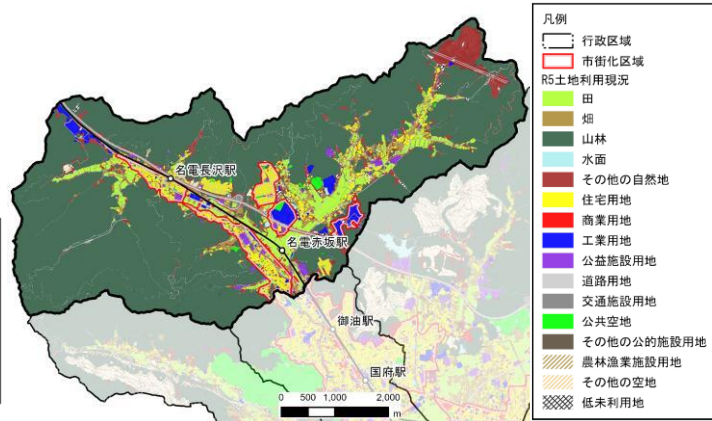 名電長沢駅
名電赤坂駅
御油駅
国府駅
0 500 1,000 2,000
m
凡例
行政区域
市街化区域
R5土地利用現況
田
畑
山林
水面
その他の自然地
住宅用地
商業用地
工業用地
公益施設用地
道路用地
交通施設用地
公共空地
その他の公的施設用地
農林漁業施設用地
その他の空地
低未利用地